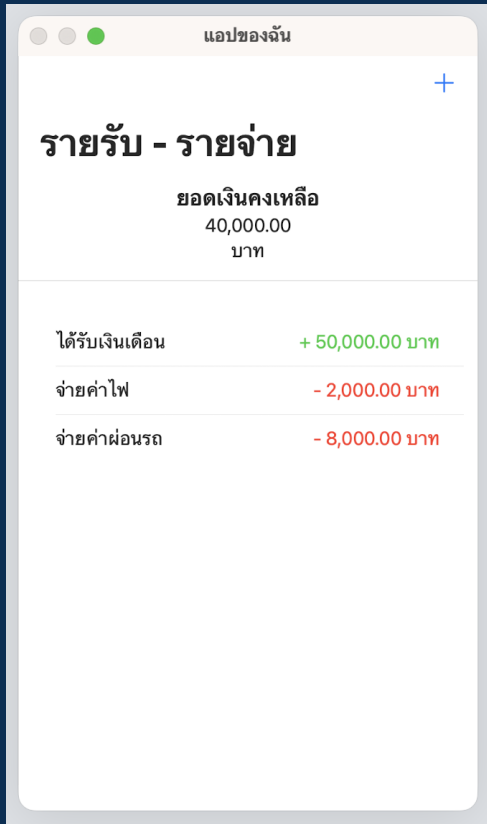 แอปของฉัน
รายรับ - รายจ่าย
ยอดเงินคงเหลือ
40,000.00
บาท
ได้รับเงินเดือน + 50,000.00 บาท
จ่ายค่าไฟ - 2,000.00 บาท
จ่ายค่าผ่อนรถ - 8,000.00 บาท